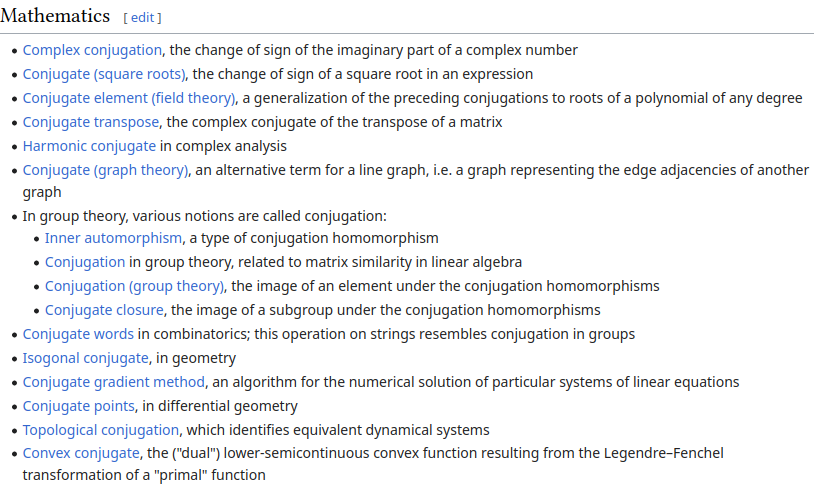 Mathematics [ edit ]
• Complex conjugation, the change of sign of the imaginary part of a complex number
• Conjugate (square roots), the change of sign of a square root in an expression
• Conjugate element (field theory), a generalization of the preceding conjugations to roots of a polynomial of any degree
• Conjugate transpose, the complex conjugate of the transpose of a matrix
• Harmonic conjugate in complex analysis
• Conjugate (graph theory), an alternative term for a line graph, i.e. a graph representing the edge adjacencies of another
graph
• In group theory, various notions are called conjugation:
• Inner automorphism, a type of conjugation homomorphism
• Conjugation in group theory, related to matrix similarity in linear algebra
• Conjugation (group theory), the image of an element under the conjugation homomorphisms
• Conjugate closure, the image of a subgroup under the conjugation homomorphisms
• Conjugate words in combinatorics; this operation on strings resembles conjugation in groups
• Isogonal conjugate, in geometry
• Conjugate gradient method, an algorithm for the numerical solution of particular systems of linear equations
• Conjugate points, in differential geometry
• Topological conjugation, which identifies equivalent dynamical systems
• Convex conjugate, the ("dual") lower-semicontinuous convex function resulting from the Legendre–Fenchel
transformation of a "primal" function